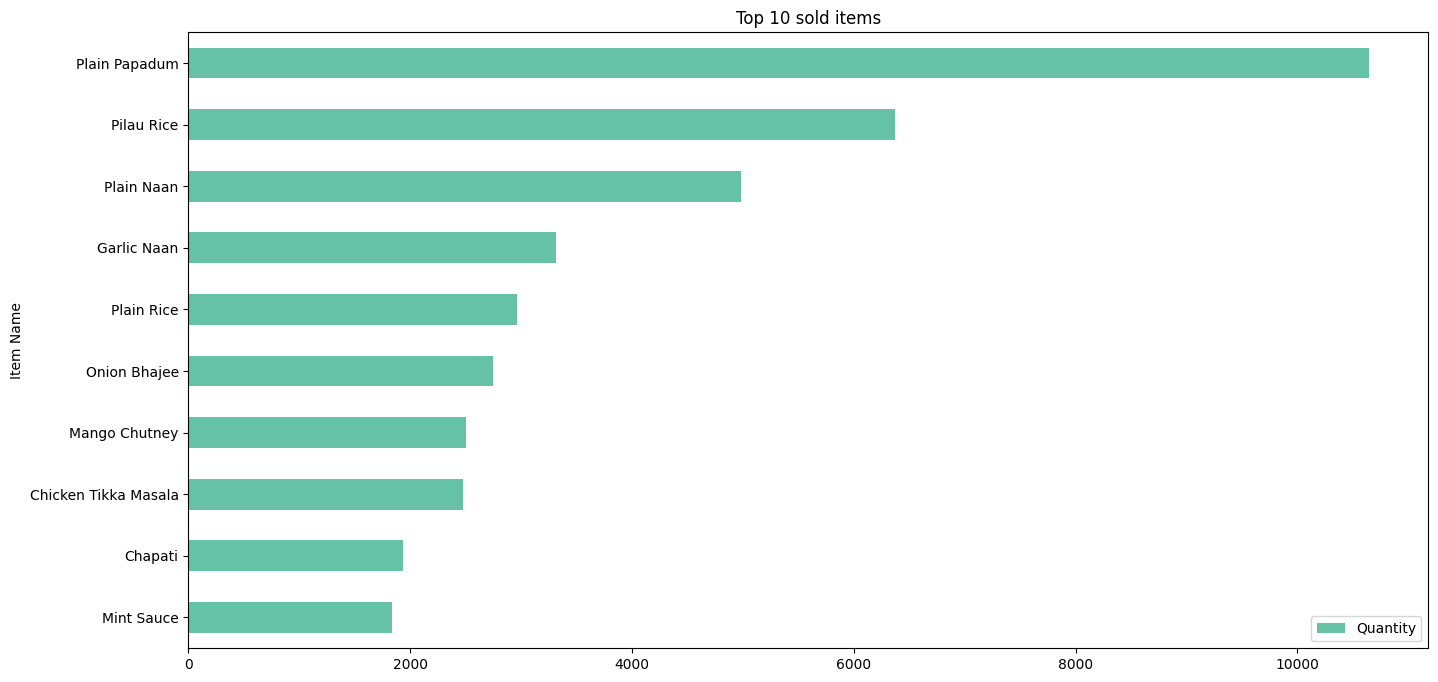 Top 10 sold items
Item Name
Plain Papadum
Pilau Rice
Plain Naan
Garlic Naan
Plain Rice
Onion Bhajee
Mango Chutney
Chicken Tikka Masala
Chapati
Mint Sauce
Quantity
0 2000 4000 6000 8000 10000